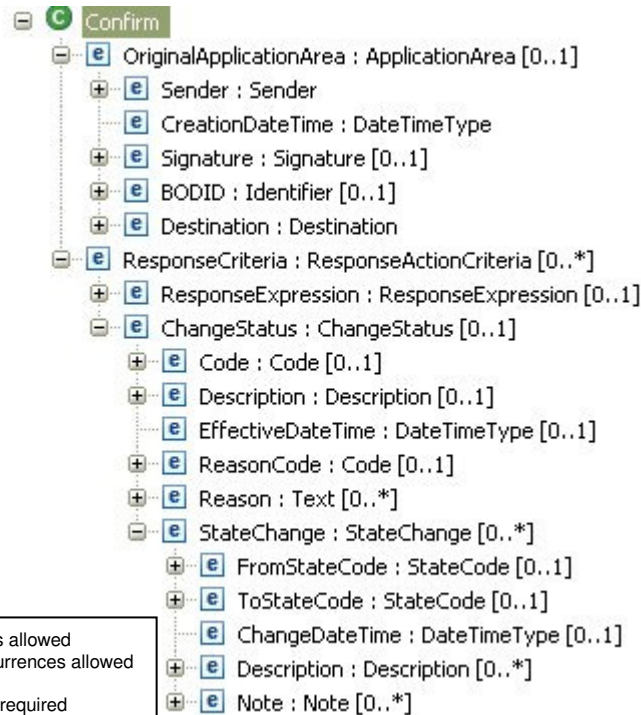 C Confirm
e OriginalApplicationArea : ApplicationArea [0..1]
e Sender : Sender
e CreationDateTime : DateTimeType
e Signature : Signature [0..1]
e BODID : Identifier [0..1]
e Destination : Destination
e ResponseCriteria : ResponseActionCriteria [0..*]
e ResponseExpression : ResponseExpression [0..1]
e ChangeStatus : ChangeStatus [0..1]
e Code : Code [0..1]
e Description : Description [0..1]
e EffectiveDateTime : DateTimeType [0..1]
e ReasonCode : Code [0..1]
e Reason : Text [0..*]
e StateChange : StateChange [0..*]
e FromStateCode : StateCode [0..1]
e ToStateCode : StateCode [0..1]
e ChangeDateTime : DateTimeType [0..1]
e Description : Description [0..*]
e Note : Note [0..*]
allowed
allowed
required